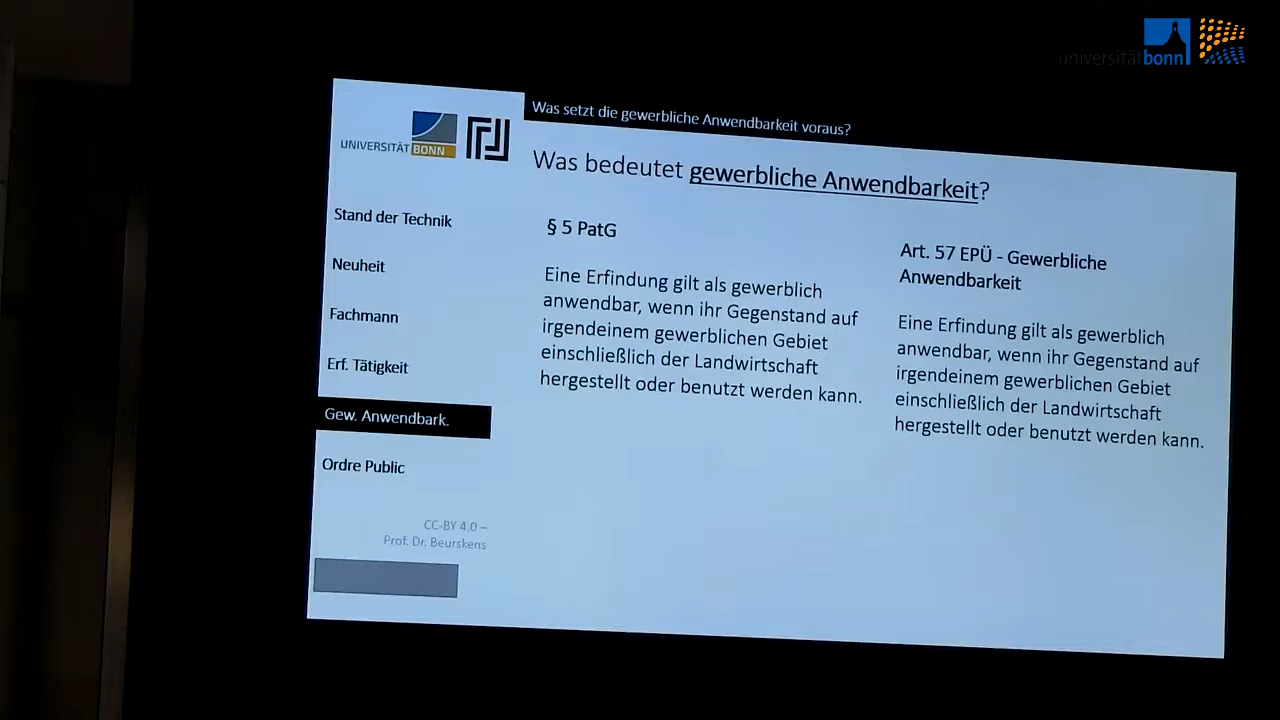 universitätbonn
Was setzt die gewerbliche Anwendbarkeit voraus?
UNIVERSITÄT BONN
Was bedeutet gewerbliche Anwendbarkeit?
Stand der Technik
Neuheit
Fachmann
Erf. Tätigkeit
Gew. Anwendbark.
Ordre Public
CC-BY 4.0 –
Prof. Dr. Beurskens
§ 5 PatG
Eine Erfindung gilt als gewerblich
anwendbar, wenn ihr Gegenstand auf
irgendeinem gewerblichen Gebiet
einschließlich der Landwirtschaft
hergestellt oder benutzt werden kann.
Art. 57 EPÜ - Gewerbliche
Anwendbarkeit
Eine Erfindung gilt als gewerblich
anwendbar, wenn ihr Gegenstand auf
irgendeinem gewerblichen Gebiet
einschließlich der Landwirtschaft
hergestellt oder benutzt werden kann.